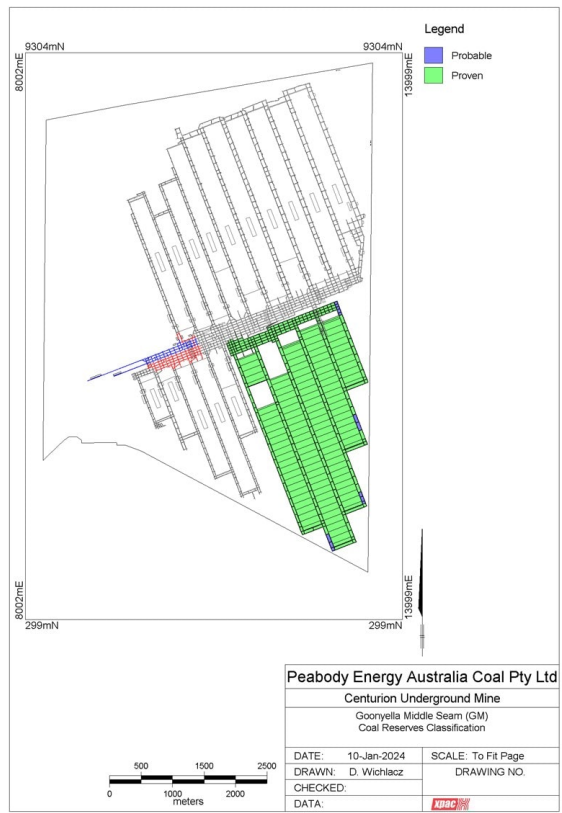 Legend
Probable
Proven
9304mN 9304mN
8002mE 13999mE
8002mE 13999mE
299mN 299mN
Peabody Energy Australia Coal Pty Ltd
Centurion Underground Mine
Goonyella Middle Seam (GM)
Coal Reserves Classification
DATE: 10-Jan-2024 SCALE: To Fit Page
DRAWN: D. Wichlacz DRAWING NO.
CHECKED:
DATA: xpac
500 1500 2500
0 1000 2000
meters